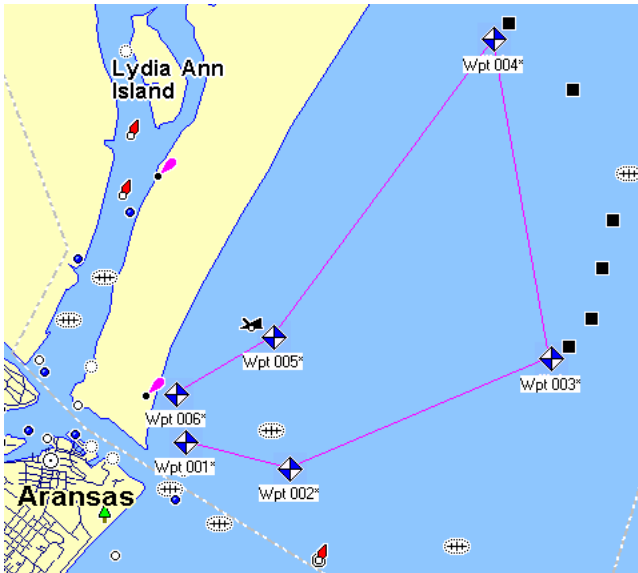 Wpt 004*
Lydia Ann
Island
Wpt 005*
Wpt 003*
Wpt 006*
Wpt 001*
Wpt 002*
Aransas